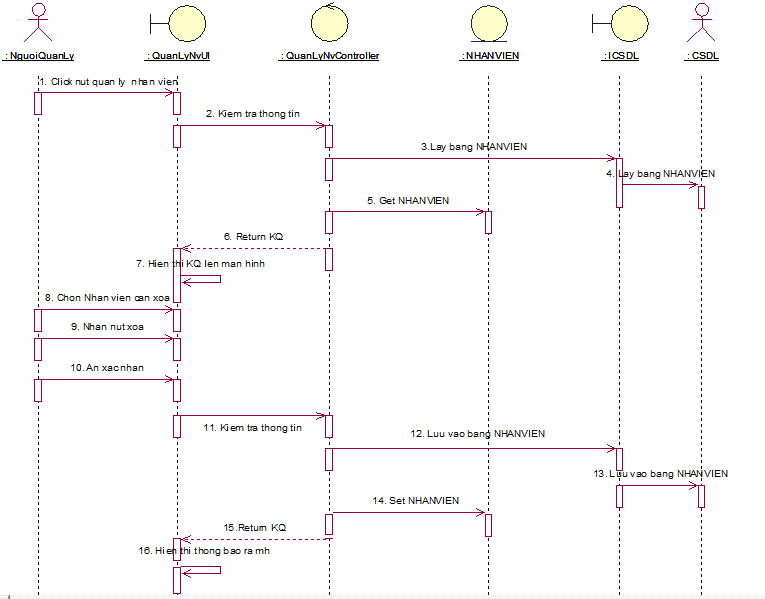 : NguoiQuanLy
: QuanLyNvUI
: QuanLyNvController
: NHANVIEN
: ICSDL
: CSDL
1. Click nut quan ly nhan vien
2. Kiem tra thong tin
3.Lay bang NHANVIEN
4. Lay bang NHANVIEN
5. Get NHANVIEN
6. Return KQ
7. Hien thi KQ len man hinh
8. Chon Nhan vien can xoa
9. Nhan nut xoa
10. An xac nhan
11. Kiem tra thong tin
12. Luu vao bang NHANVIEN
13. Luu vao bang NHANVIEN
14. Set NHANVIEN
15.Return KQ
16. Hien thi thong bao ra mh